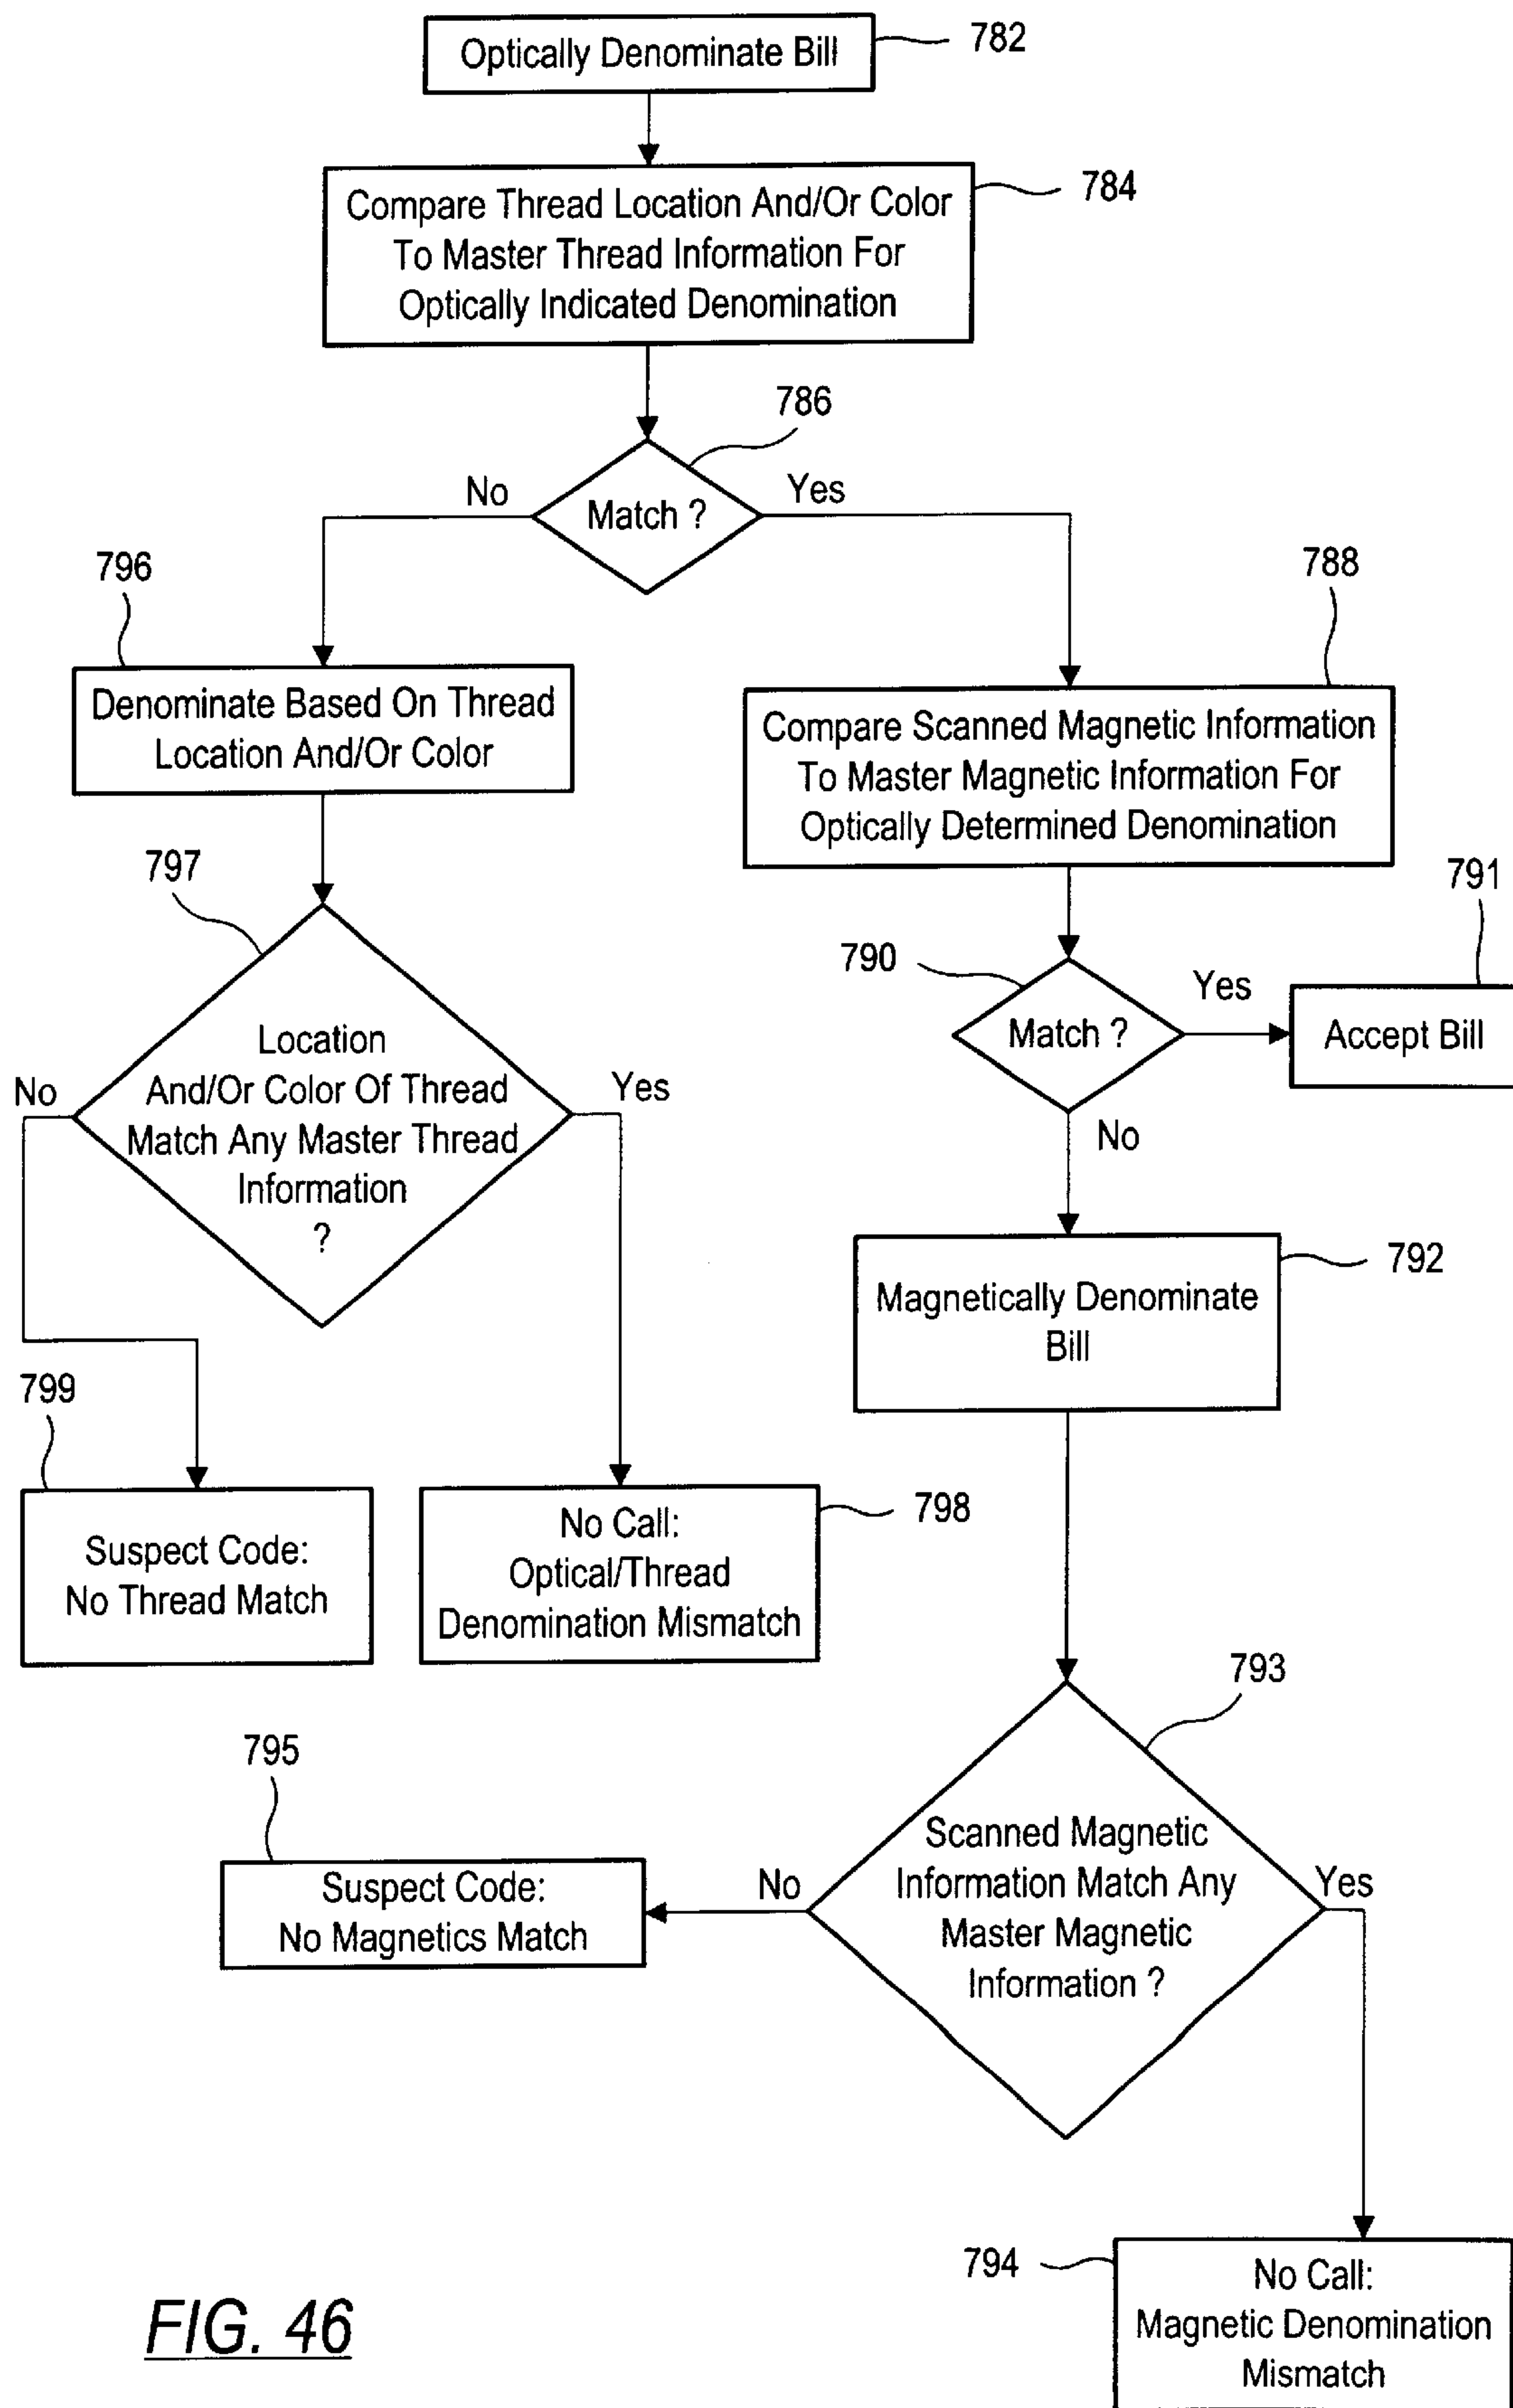 Optically Denominate Bill
782
Compare Thread Location And/Or Color
To Master Thread Information For
Optically Indicated Denomination
784
786
Match ?
No
Yes
796
Denominate Based On Thread
Location And/Or Color
788
Compare Scanned Magnetic Information
To Master Magnetic Information For
Optically Determined Denomination
797
Location
And/Or Color Of Thread
Match Any Master Thread
Information
?
No
Yes
790
Match ?
Yes
No
791
Accept Bill
792
Magnetically Denominate
Bill
799
Suspect Code:
No Thread Match
798
No Call:
Optical/Thread
Denomination Mismatch
793
Scanned Magnetic
Information Match Any
Master Magnetic
Information ?
No
Yes
795
Suspect Code:
No Magnetics Match
794
No Call:
Magnetic Denomination
Mismatch
FIG. 46